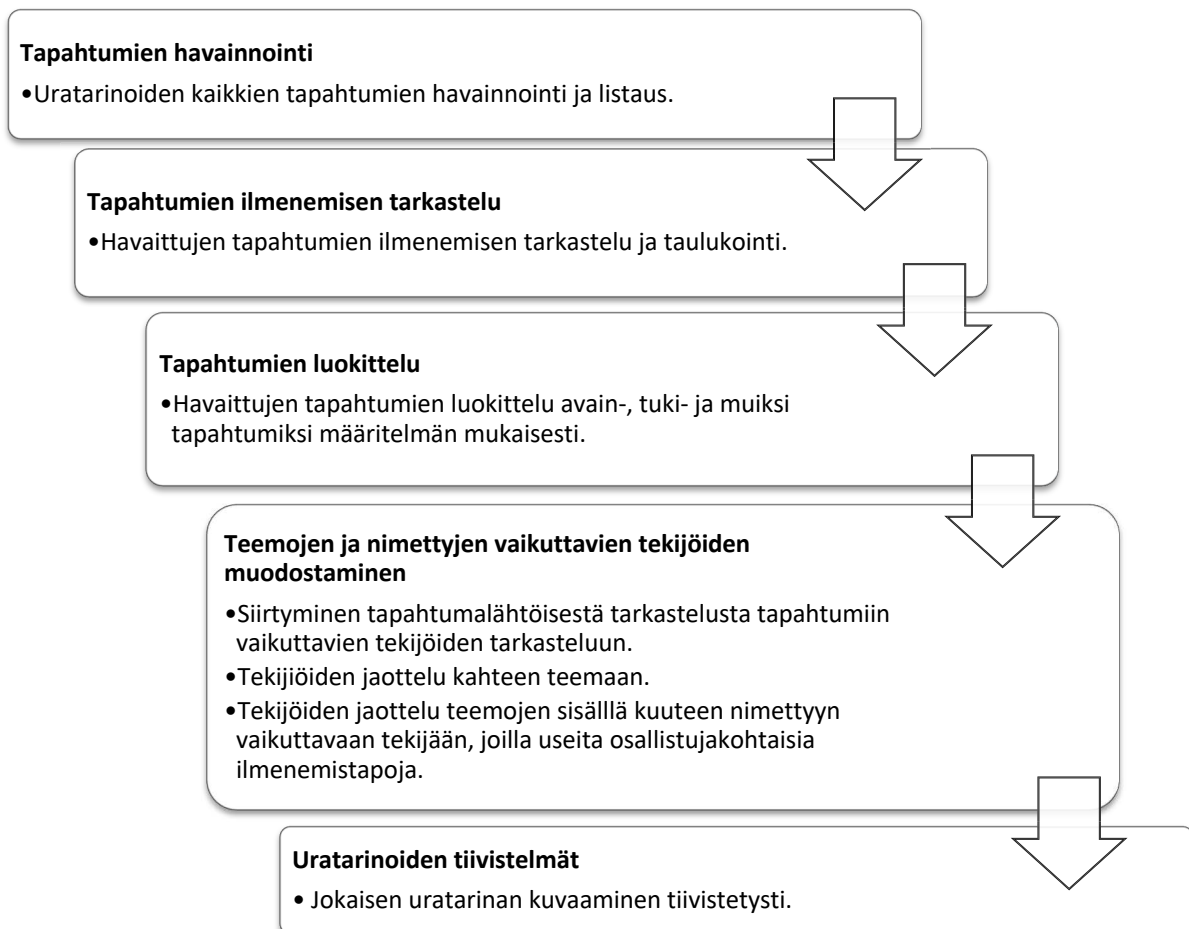 Tapahtumien havainnointi
•Uratarinoiden kaikkien tapahtumien havainnointi ja listaus.
Tapahtumien ilmenemisen tarkastelu
•Havaittujen tapahtumien ilmenemisen tarkastelu ja taulukointi.
Tapahtumien luokittelu
•Havaittujen tapahtumien luokittelu avain-, tuki- ja muiksi
tapahtumiksi määritelmän mukaisesti.
Teemojen ja nimettyjen vaikuttavien tekijöiden
muodostaminen
•Siirtyminen tapahtumalähtöisestä tarkastelusta tapahtumiin
vaikuttavien tekijöiden tarkasteluun.
•Tekijiöiden jaottelu kahteen teemaan.
•Tekijöiden jaottelu teemojen sisälllä kuuteen nimettyyn
vaikuttavaan tekijään, joilla useita osallistujakohtaisia
ilmenemistapoja.
Uratarinoiden tiivistelmät
• Jokaisen uratarinan kuvaaminen tiivistetysti.